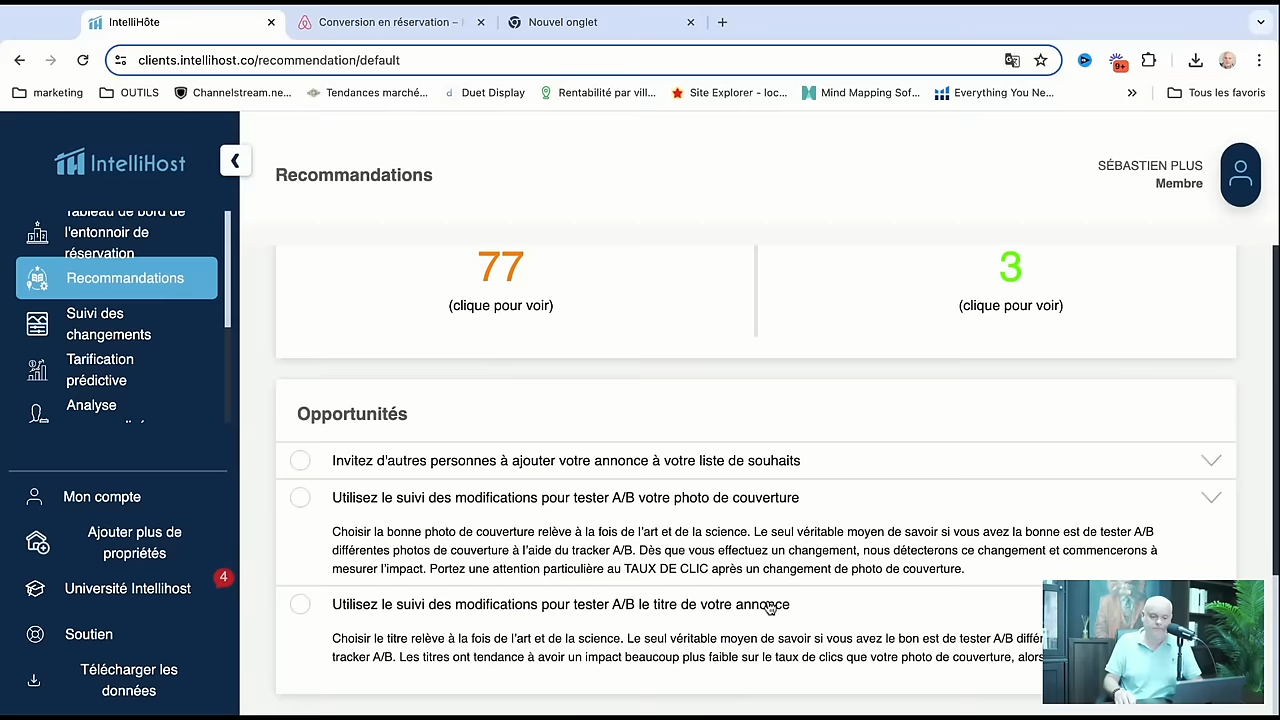 IntelliHôte
Conversion en réservation –
Nouvel onglet
clients.intellihost.co/recommendation/default
9+
marketing
OUTILS
Channelstream.ne...
Tendances marché...
Duet Display
Rentabilité par vill...
Site Explorer - loc...
Mind Mapping Sof...
Everything You Ne...
Tous les favoris
IntelliHost
Recommandations
SÉBASTIEN PLUS
Membre
Tableau de bord de
l'entonnoir de
réservation
Recommandations
Suivi des
changements
Tarification
prédictive
Analyse
Mon compte
Ajouter plus de
propriétés
Université Intellihost
4
Soutien
Télécharger les
données
77
(clique pour voir)
3
(clique pour voir)
Opportunités
Invitez d'autres personnes à ajouter votre annonce à votre liste de souhaits
Utilisez le suivi des modifications pour tester A/B votre photo de couverture
Choisir la bonne photo de couverture relève à la fois de l'art et de la science. Le seul véritable moyen de savoir si vous avez la bonne est de tester A/B
différentes photos de couverture à l'aide du tracker A/B. Dès que vous effectuez un changement, nous détecterons ce changement et commencerons à
mesurer l'impact. Portez une attention particulière au TAUX DE CLIC après un changement de photo de couverture.
Utilisez le suivi des modifications pour tester A/B le titre de votre annonce
Choisir le titre relève à la fois de l'art et de la science. Le seul véritable moyen de savoir si vous avez le bon est de tester A/B différ
tracker A/B. Les titres ont tendance à avoir un impact beaucoup plus faible sur le taux de clics que votre photo de couverture, alors